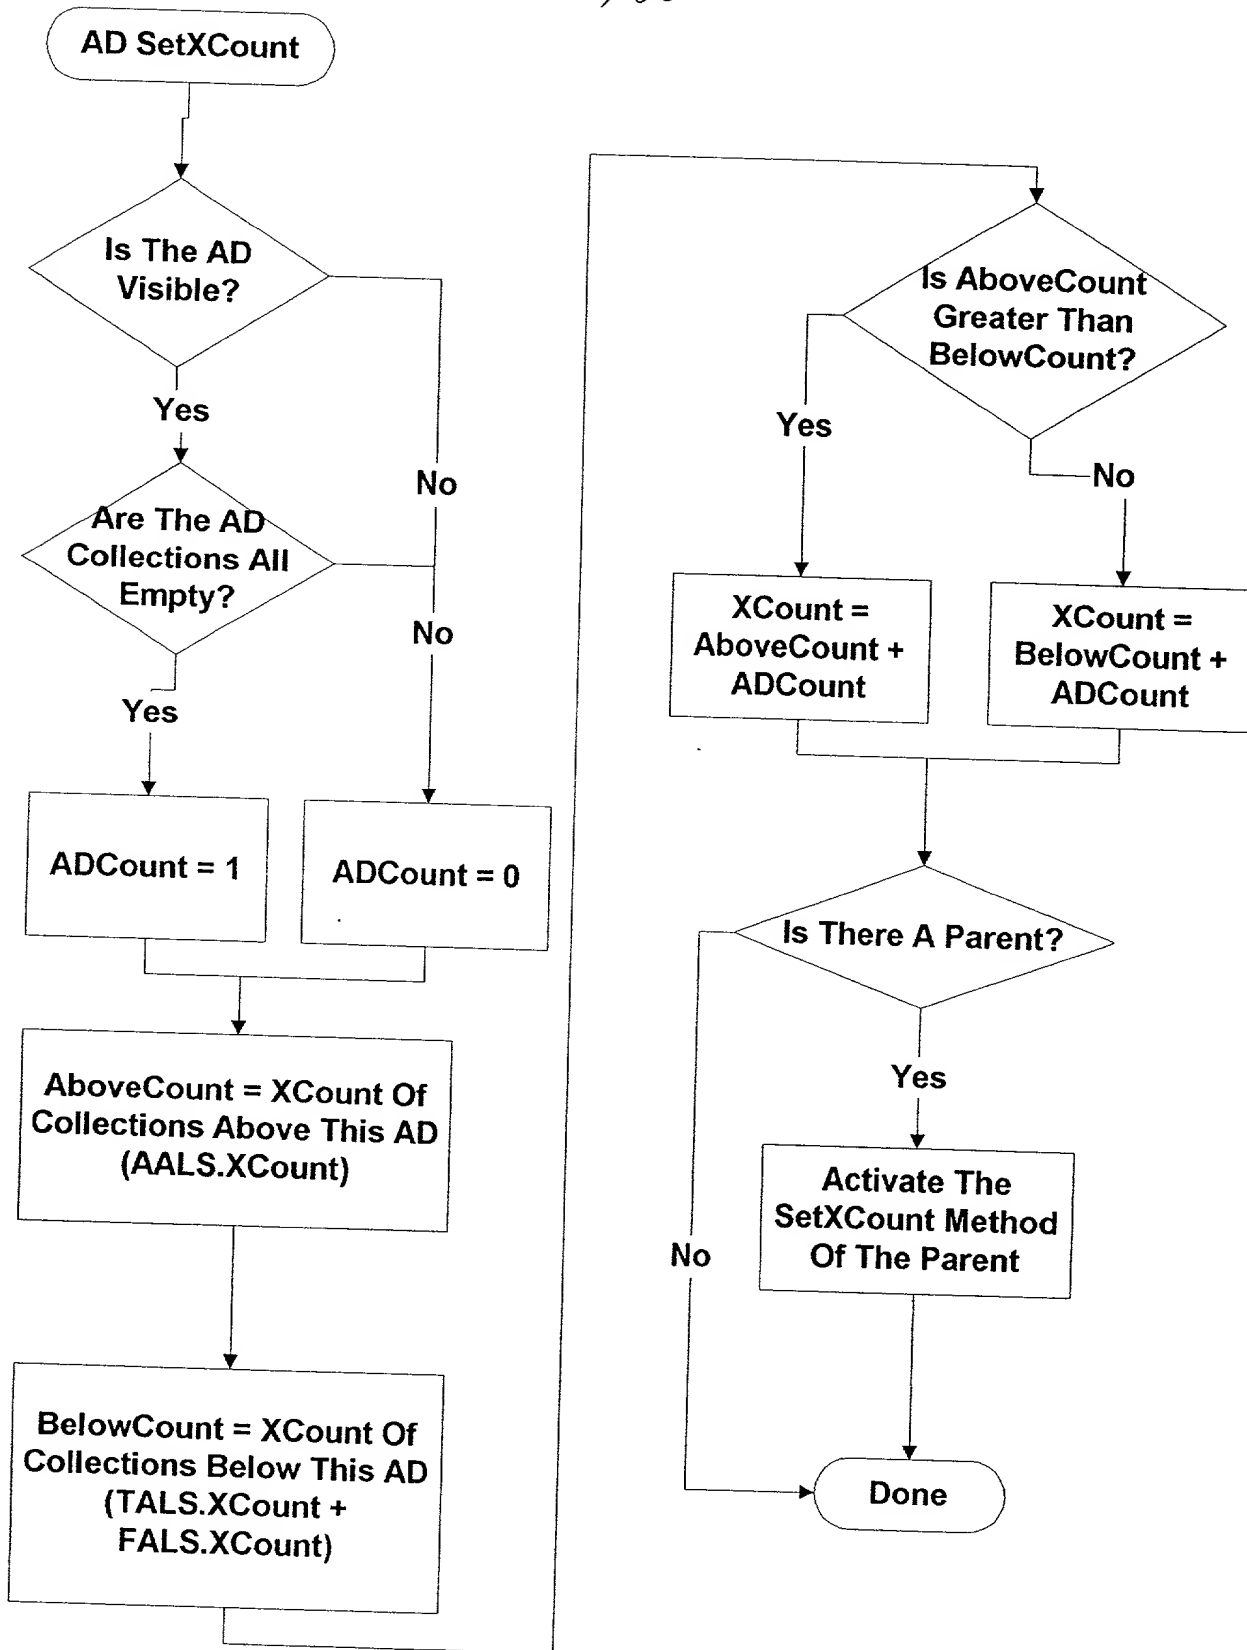 AD SetXCount
Is The AD
Visible?
Yes
No
Are The AD
Collections All
Empty?
No
Yes
ADCount = 1
ADCount = 0
AboveCount = XCount Of
Collections Above This AD
(AALS.XCount)
BelowCount = XCount Of
Collections Below This AD
(TALS.XCount +
FALS.XCount)
Is AboveCount
Greater Than
BelowCount?
Yes
No
XCount =
AboveCount +
ADCount
XCount =
BelowCount +
ADCount
Is There A Parent?
Yes
Activate The
SetXCount Method
Of The Parent
No
Done